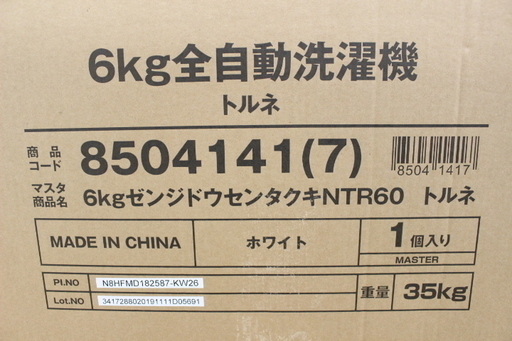 6kg全自動洗濯機
トルネ
商品コード 8504141(7)
8504 1417
マスタ商品名 6kgゼンジドウセンタクキNTR60 トルネ
MADE IN CHINA ホワイト 1個入り
MASTER
PI.NO N8HFMD182587-KW26
Lot.NO 3417288020191111D05691
重量 35kg